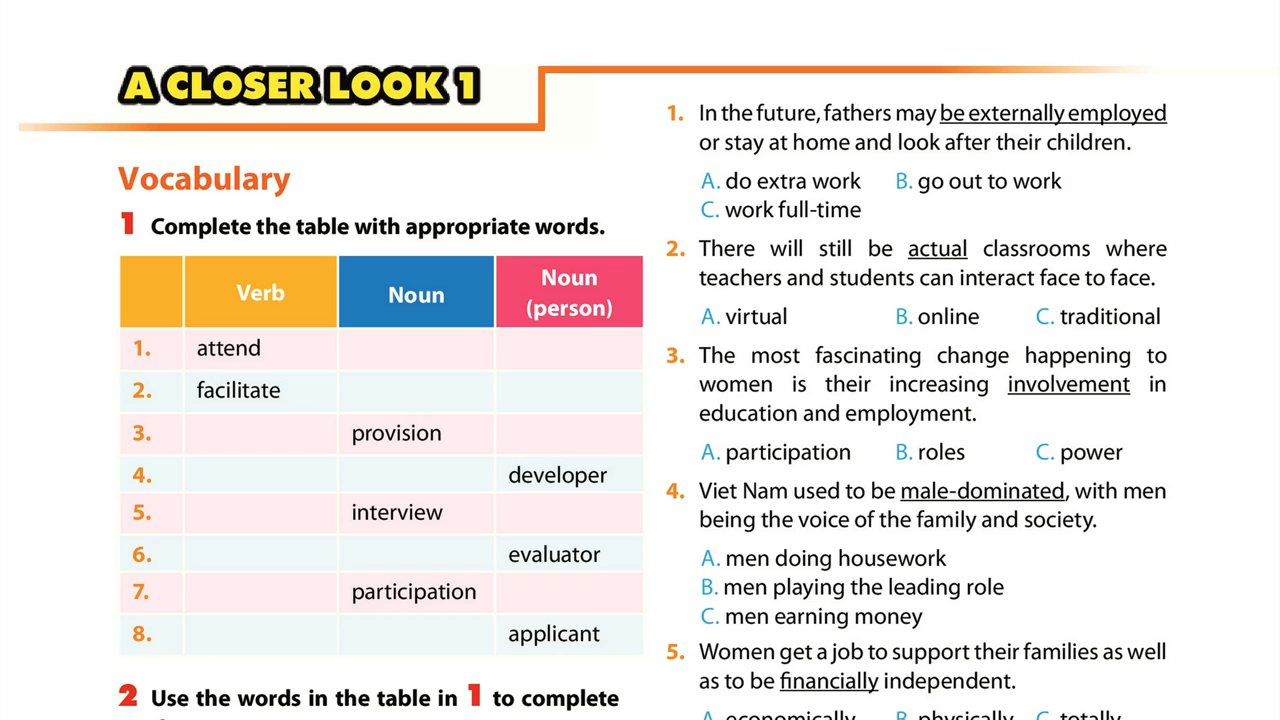 A CLOSER LOOK 1
Vocabulary
1 Complete the table with appropriate words.
Verb Noun Noun (person)
1. attend
2. facilitate
3. provision
4. developer
5. interview
6. evaluator
7. participation
8. applicant
2 Use the words in the table in 1 to complete
1. In the future, fathers may be externally employed
or stay at home and look after their children.
A. do extra work B. go out to work
C. work full-time
2. There will still be actual classrooms where
teachers and students can interact face to face.
A. virtual B. online C. traditional
3. The most fascinating change happening to
women is their increasing involvement in
education and employment.
A. participation B. roles C. power
4. Viet Nam used to be male-dominated, with men
being the voice of the family and society.
A. men doing housework
B. men playing the leading role
C. men earning money
5. Women get a job to support their families as well
as to be financially independent.
A. economically B. physically C. totally